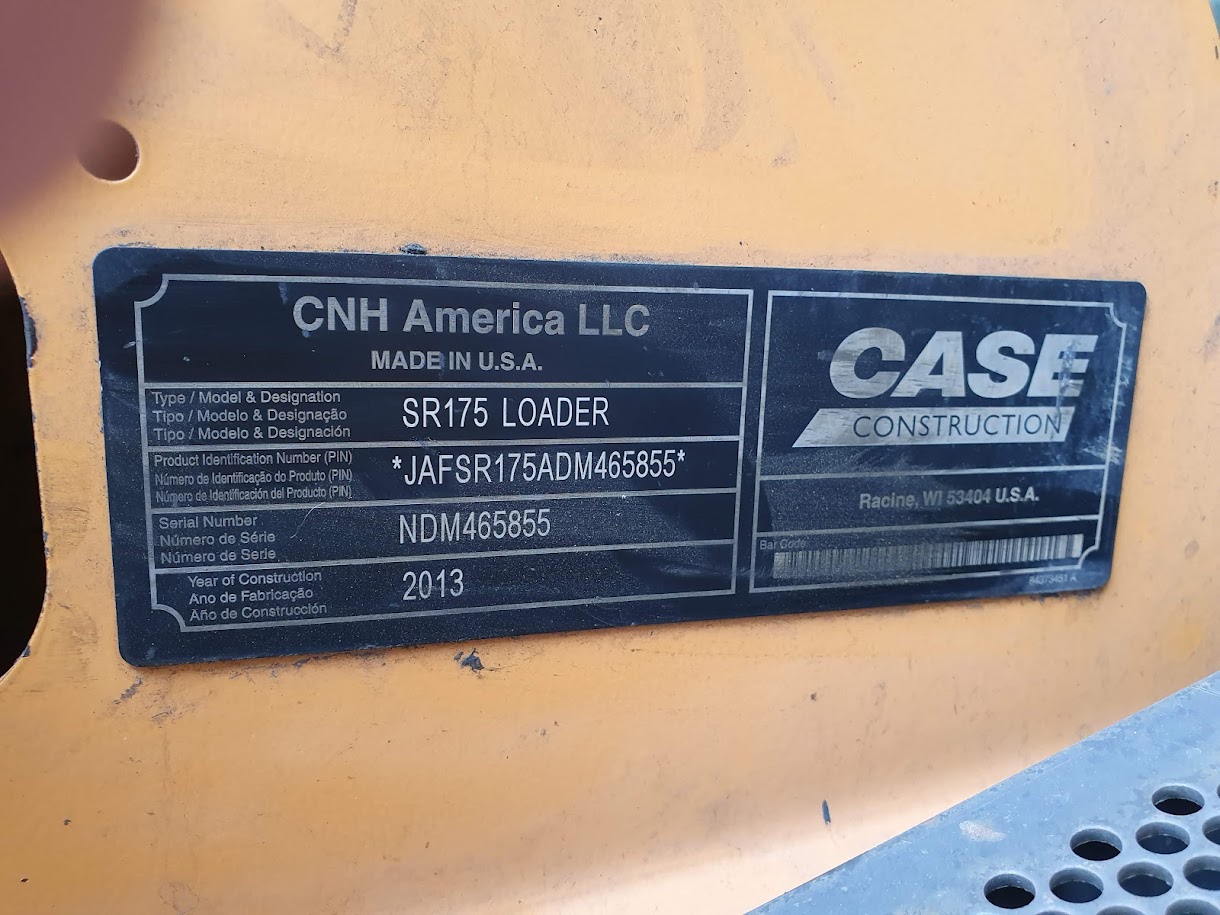 CNH America LLC
MADE IN U.S.A.
Type / Model & Designation
Tipo / Modelo & Designação
Tipo / Modelo & Designación
SR175 LOADER
Product Identification Number (PIN)
Número de Identificação do Produto (PIN)
Número de Identificación del Producto (PIN)
*JAFSR175ADM465855*
Serial Number
Número de Série
Número de Serie
NDM465855
Year of Construction
Ano de Fabricação
Año de Construcción
2013
CASE
CONSTRUCTION
Racine, WI 53404 U.S.A.
Bar Code
84373451 A